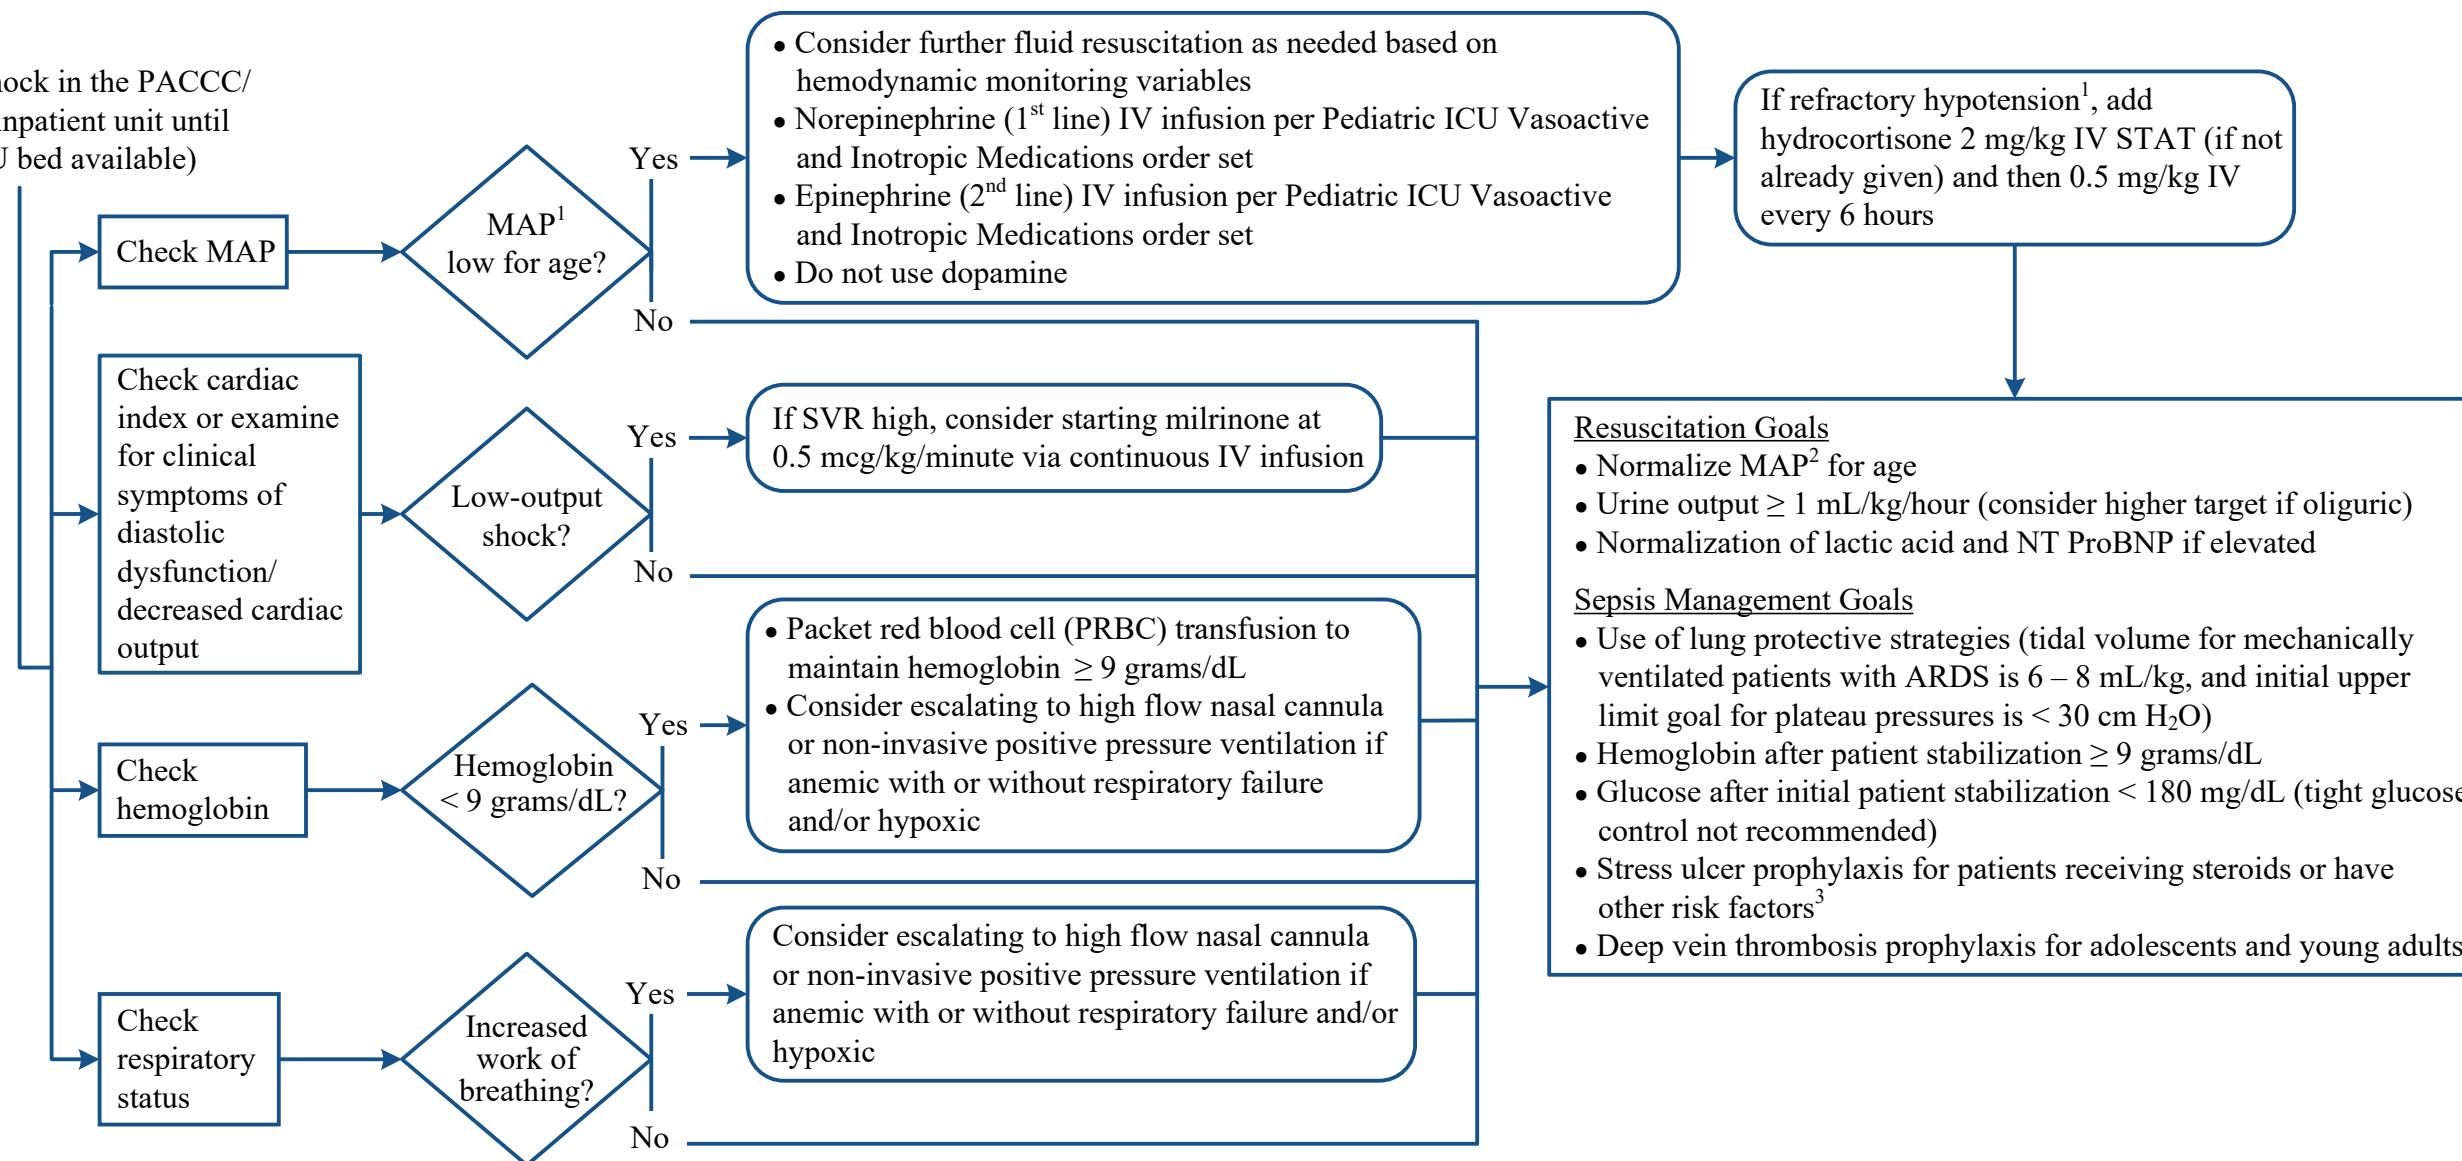 hock in the PACCC/
inpatient unit until
U bed available)
Check MAP
MAP1
low for age?
Yes
No
• Consider further fluid resuscitation as needed based on
hemodynamic monitoring variables
• Norepinephrine (1st line) IV infusion per Pediatric ICU Vasoactive
and Inotropic Medications order set
• Epinephrine (2nd line) IV infusion per Pediatric ICU Vasoactive
and Inotropic Medications order set
• Do not use dopamine
If refractory hypotension1, add
hydrocortisone 2 mg/kg IV STAT (if not
already given) and then 0.5 mg/kg IV
every 6 hours
Check cardiac
index or examine
for clinical
symptoms of
diastolic
dysfunction/
decreased cardiac
output
Low-output
shock?
Yes
No
If SVR high, consider starting milrinone at
0.5 mcg/kg/minute via continuous IV infusion
Check
hemoglobin
Hemoglobin
< 9 grams/dL?
Yes
No
• Packet red blood cell (PRBC) transfusion to
maintain hemoglobin ≥ 9 grams/dL
• Consider escalating to high flow nasal cannula
or non-invasive positive pressure ventilation if
anemic with or without respiratory failure
and/or hypoxic
Check
respiratory
status
Increased
work of
breathing?
Yes
No
Consider escalating to high flow nasal cannula
or non-invasive positive pressure ventilation if
anemic with or without respiratory failure and/or
hypoxic
Resuscitation Goals
• Normalize MAP2 for age
• Urine output ≥ 1 mL/kg/hour (consider higher target if oliguric)
• Normalization of lactic acid and NT ProBNP if elevated
Sepsis Management Goals
• Use of lung protective strategies (tidal volume for mechanically
ventilated patients with ARDS is 6 – 8 mL/kg, and initial upper
limit goal for plateau pressures is < 30 cm H2O)
• Hemoglobin after patient stabilization ≥ 9 grams/dL
• Glucose after initial patient stabilization < 180 mg/dL (tight glucose
control not recommended)
• Stress ulcer prophylaxis for patients receiving steroids or have
other risk factors3
• Deep vein thrombosis prophylaxis for adolescents and young adults